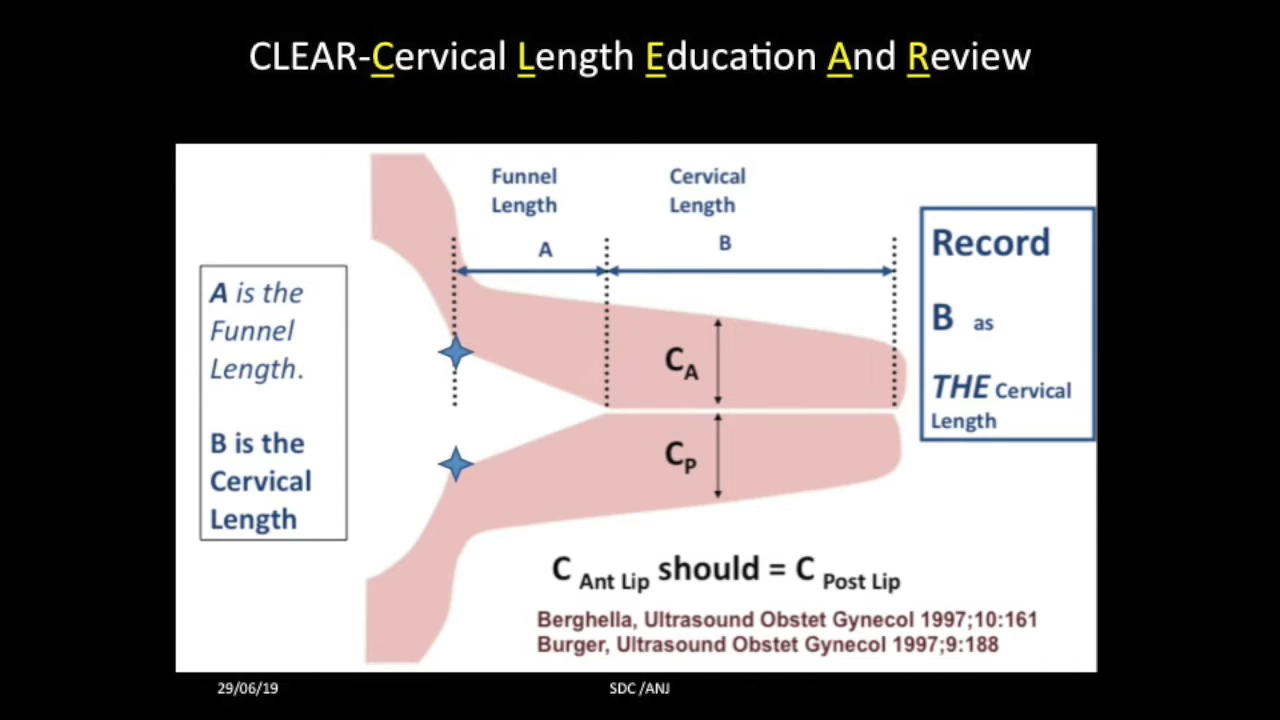 CLEAR-Cervical Length Education And Review
Funnel
Length
A
Cervical
Length
B
A is the
Funnel
Length.
B is the
Cervical
Length
Record
B as
THE Cervical
Length
CA
CP
C Ant Lip should = C Post Lip
Berghella, Ultrasound Obstet Gynecol 1997;10:161
Burger, Ultrasound Obstet Gynecol 1997;9:188
29/06/19
SDC /ANJ